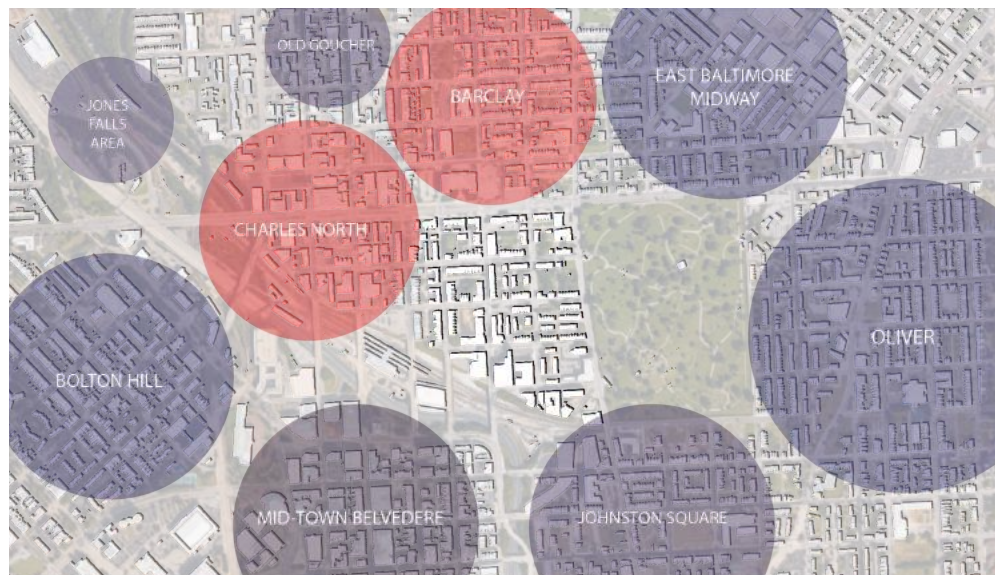 OLD GOUCHER
BARCLAY
EAST BALTIMORE
MIDWAY
JONES
FALLS
AREA
CHARLES NORTH
OLIVER
BOLTON HILL
MID-TOWN BELVEDERE
JOHNSTON SQUARE